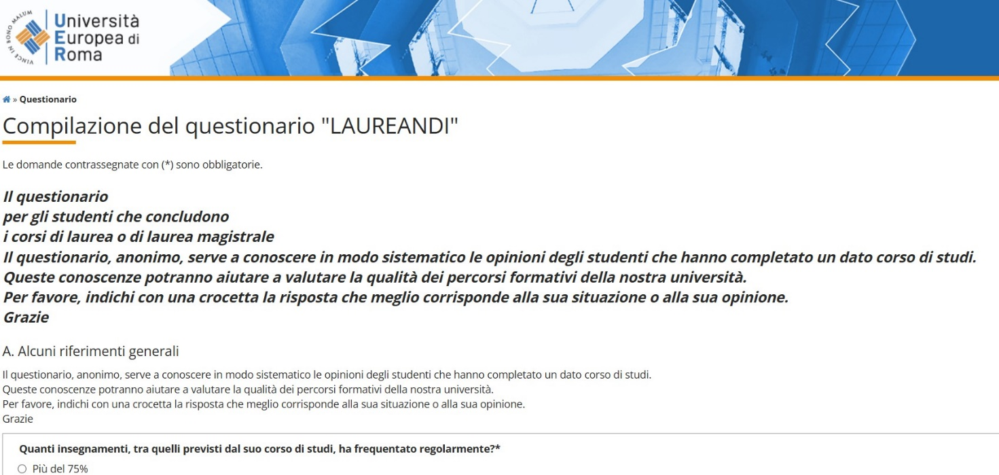 VINCE IN BONO MALUM
Università
Europea di
Roma
» Questionario
Compilazione del questionario "LAUREANDI"
Le domande contrassegnate con (*) sono obbligatorie.
Il questionario
per gli studenti che concludono
i corsi di laurea o di laurea magistrale
Il questionario, anonimo, serve a conoscere in modo sistematico le opinioni degli studenti che hanno completato un dato corso di studi.
Queste conoscenze potranno aiutare a valutare la qualità dei percorsi formativi della nostra università.
Per favore, indichi con una crocetta la risposta che meglio corrisponde alla sua situazione o alla sua opinione.
Grazie
A. Alcuni riferimenti generali
Il questionario, anonimo, serve a conoscere in modo sistematico le opinioni degli studenti che hanno completato un dato corso di studi.
Queste conoscenze potranno aiutare a valutare la qualità dei percorsi formativi della nostra università.
Per favore, indichi con una crocetta la risposta che meglio corrisponde alla sua situazione o alla sua opinione.
Grazie
Quanti insegnamenti, tra quelli previsti dal suo corso di studi, ha frequentato regolarmente?*
Più del 75%